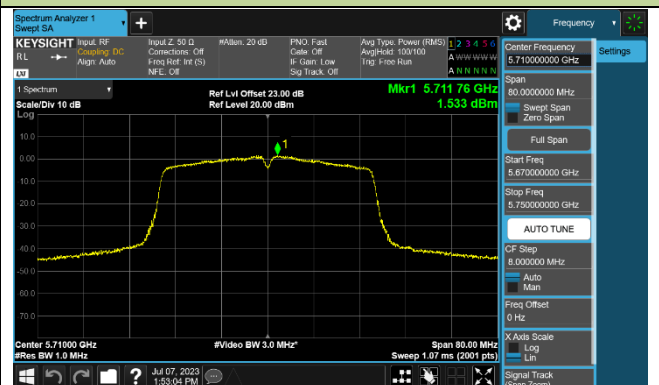 Spectrum Analyzer 1
Swept SA
+
Frequency
KEYSIGHT
RL
LXI
Input: RF
Coupling: DC
Align: Auto
Input Z: 50 Ω
Corrections: Off
Freq Ref: Int (S)
NFE: Off
#Atten: 20 dB
PNO: Fast
Gate: Off
IF Gain: Low
Sig Track: Off
Avg Type: Power (RMS)
Avg|Hold: 100/100
Trig: Free Run
1 2 3 4 5 6
A W W W W W
A N N N N N
1 Spectrum
Scale/Div 10 dB
Log
Ref Lvl Offset 23.00 dB
Ref Level 20.00 dBm
Mkr1 5.711 76 GHz
1.533 dBm
10.0
0.00
-10.0
-20.0
-30.0
-40.0
-50.0
-60.0
-70.0
1
Center 5.71000 GHz
#Res BW 1.0 MHz
#Video BW 3.0 MHz*
Span 80.00 MHz
Sweep 1.07 ms (2001 pts)
Jul 07, 2023
1:53:04 PM
?
Center Frequency
5.710000000 GHz
Settings
Span
80.0000000 MHz
Swept Span
Zero Span
Full Span
Start Freq
5.670000000 GHz
Stop Freq
5.750000000 GHz
AUTO TUNE
CF Step
8.000000 MHz
Auto
Man
Freq Offset
0 Hz
X Axis Scale
Log
Lin
Signal Track
(Span Zoom)